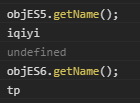 objES5.getName();
iqiyi
undefined
objES6.getName();
tp